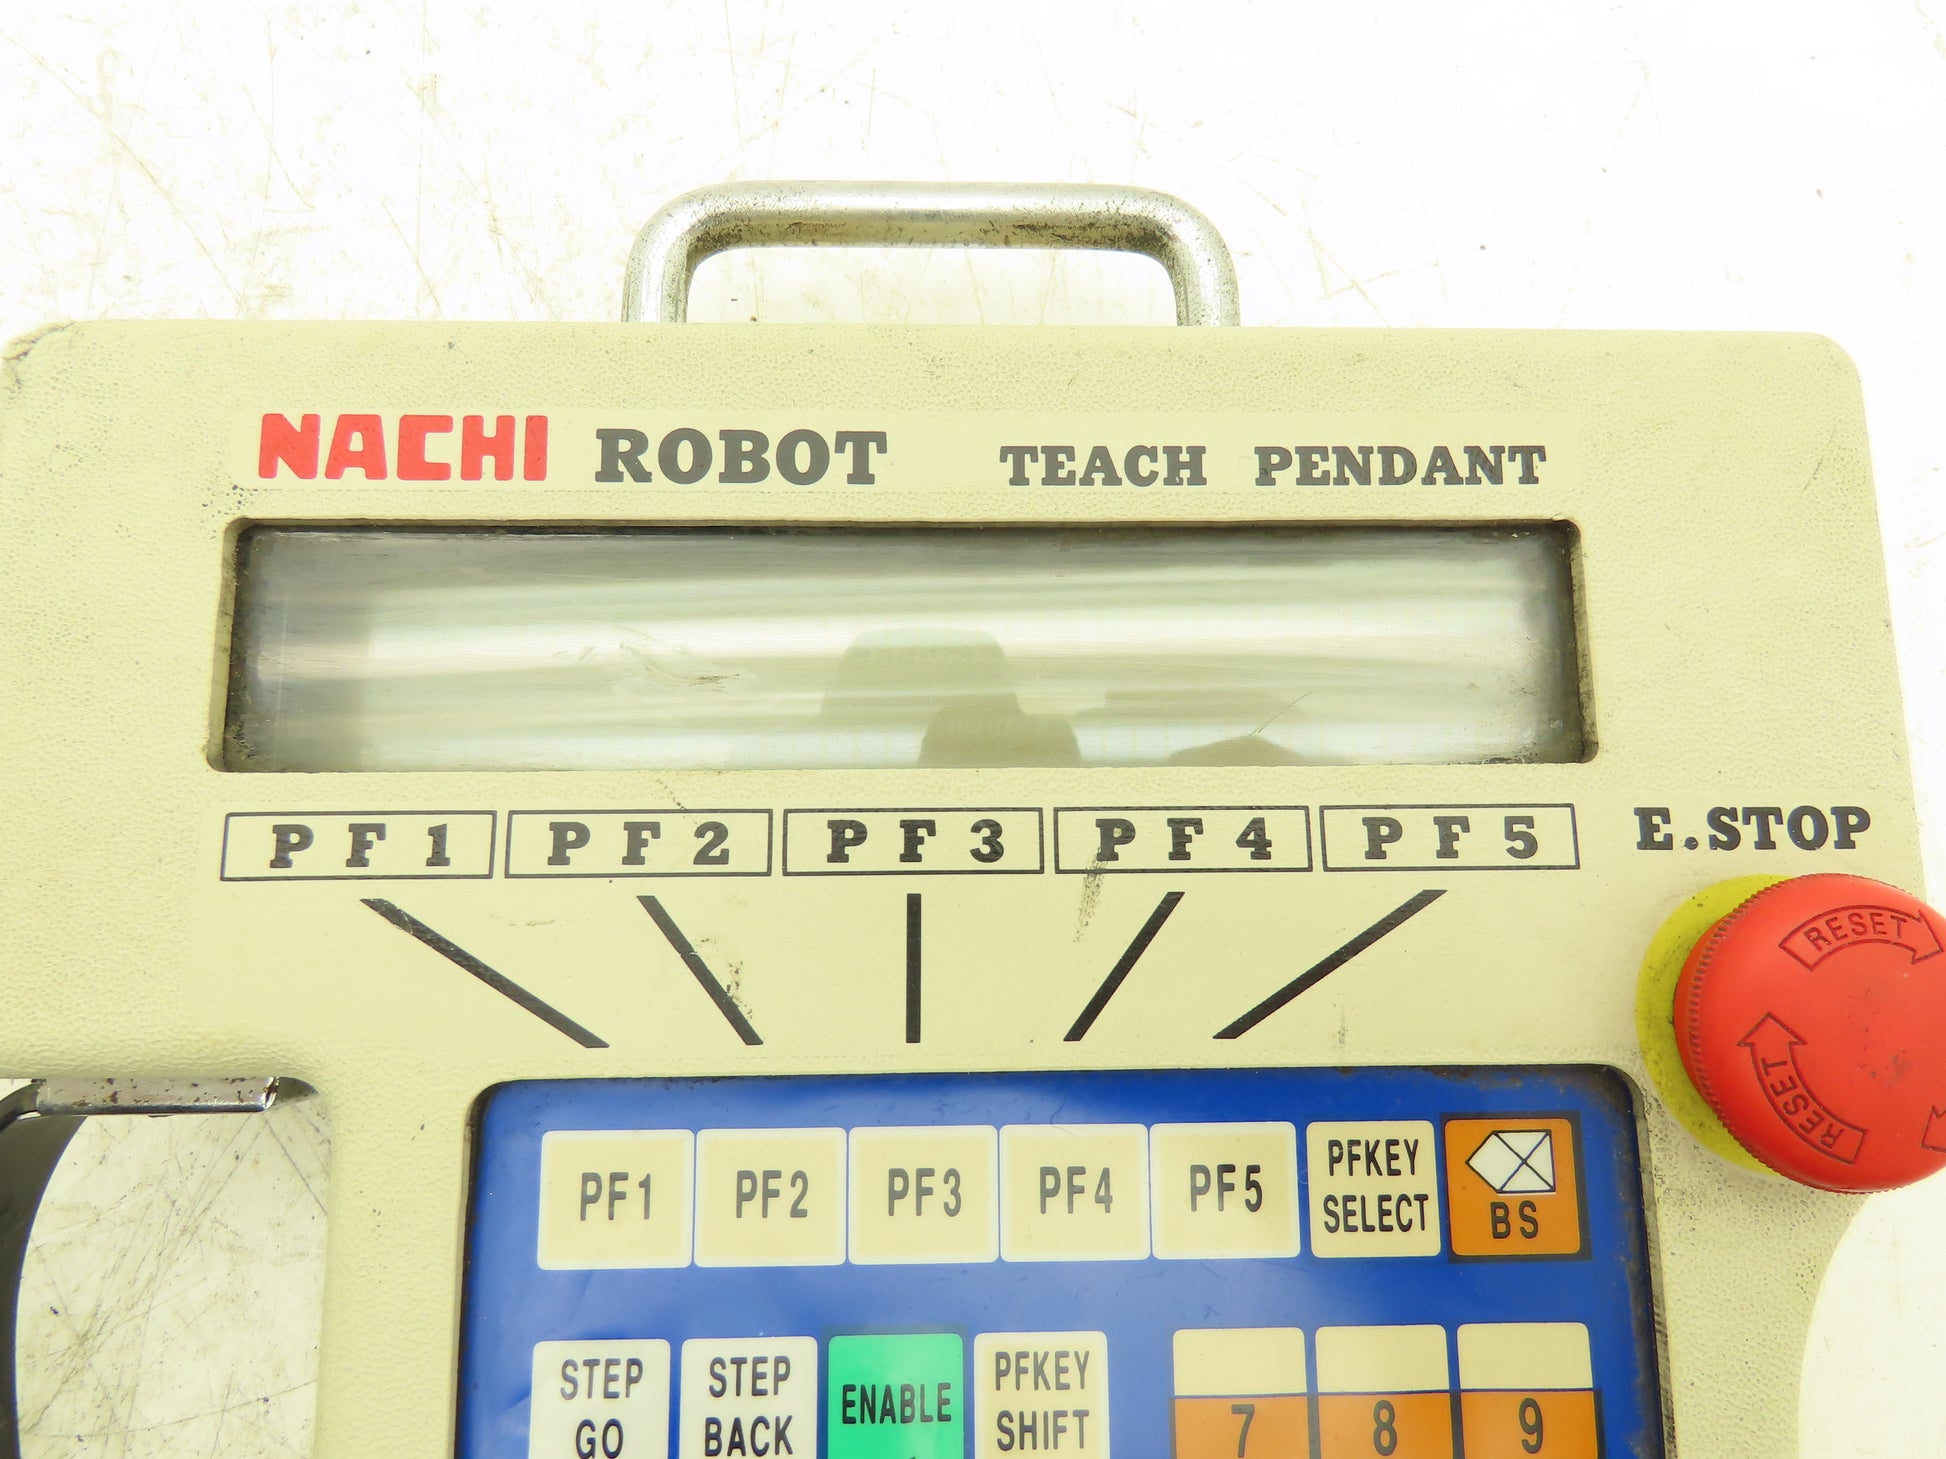 NACHI ROBOT TEACH PENDANT
PF1 PF2 PF3 PF4 PF5 E.STOP
RESET
RESET
PF1 PF2 PF3 PF4 PF5 PFKEY SELECT BS
STEP GO STEP BACK ENABLE PFKEY SHIFT 7 8 9